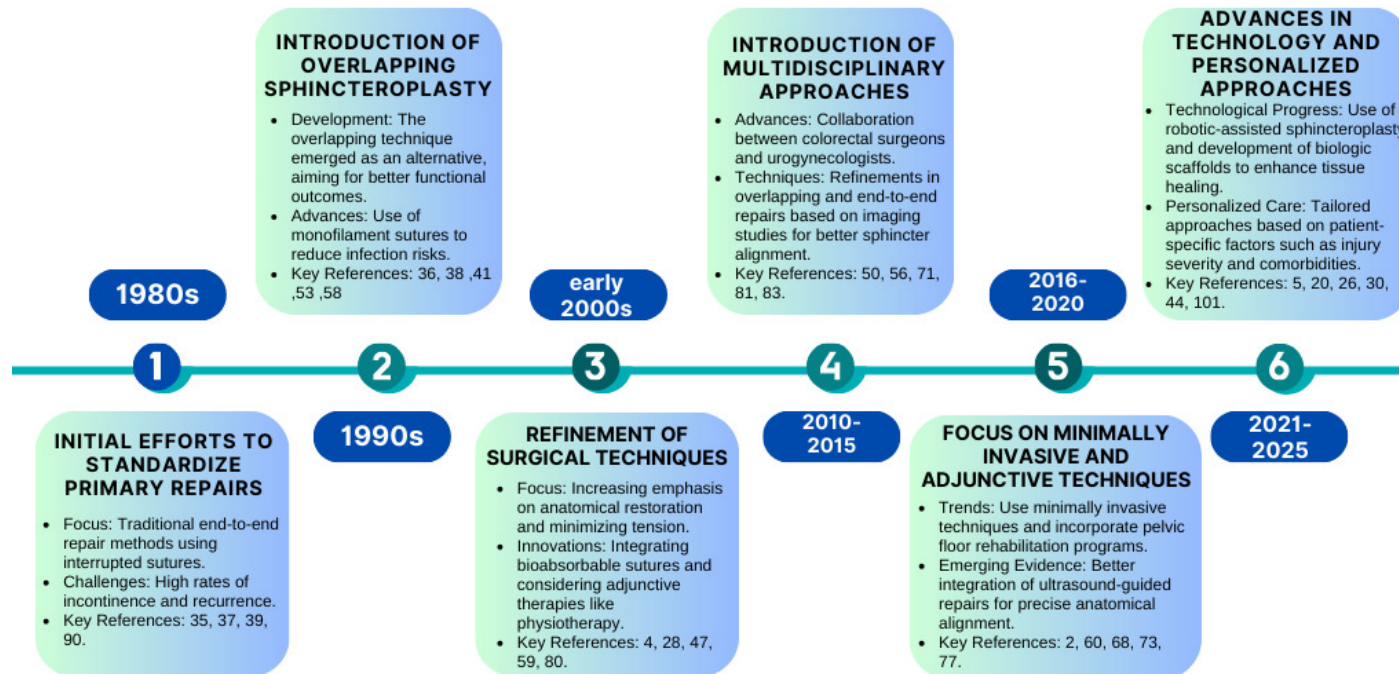 1980s
1
INITIAL EFFORTS TO
STANDARDIZE
PRIMARY REPAIRS
• Focus: Traditional end-to-end
repair methods using
interrupted sutures.
• Challenges: High rates of
incontinence and recurrence.
• Key References: 35, 37, 39,
90.
INTRODUCTION OF
OVERLAPPING
SPHINCTEROPLASTY
• Development: The
overlapping technique
emerged as an alternative,
aiming for better functional
outcomes.
• Advances: Use of
monofilament sutures to
reduce infection risks.
• Key References: 36, 38 ,41
,53 ,58
2
1990s
early
2000s
3
REFINEMENT OF
SURGICAL TECHNIQUES
• Focus: Increasing emphasis
on anatomical restoration
and minimizing tension.
• Innovations: Integrating
bioabsorbable sutures and
considering adjunctive
therapies like
physiotherapy.
• Key References: 4, 28, 47,
59, 80.
INTRODUCTION OF
MULTIDISCIPLINARY
APPROACHES
• Advances: Collaboration
between colorectal surgeons
and urogynecologists.
• Techniques: Refinements in
overlapping and end-to-end
repairs based on imaging
studies for better sphincter
alignment.
• Key References: 50, 56, 71,
81, 83.
4
2010-
2015
2016-
2020
5
FOCUS ON MINIMALLY
INVASIVE AND
ADJUNCTIVE TECHNIQUES
• Trends: Use minimally invasive
techniques and incorporate pelvic
floor rehabilitation programs.
• Emerging Evidence: Better
integration of ultrasound-guided
repairs for precise anatomical
alignment.
• Key References: 2, 60, 68, 73,
77.
ADVANCES IN
TECHNOLOGY AND
PERSONALIZED
APPROACHES
• Technological Progress: Use of
robotic-assisted sphincteroplasty
and development of biologic
scaffolds to enhance tissue
healing.
• Personalized Care: Tailored
approaches based on patient-
specific factors such as injury
severity and comorbidities.
• Key References: 5, 20, 26, 30,
44, 101.
6
2021-
2025